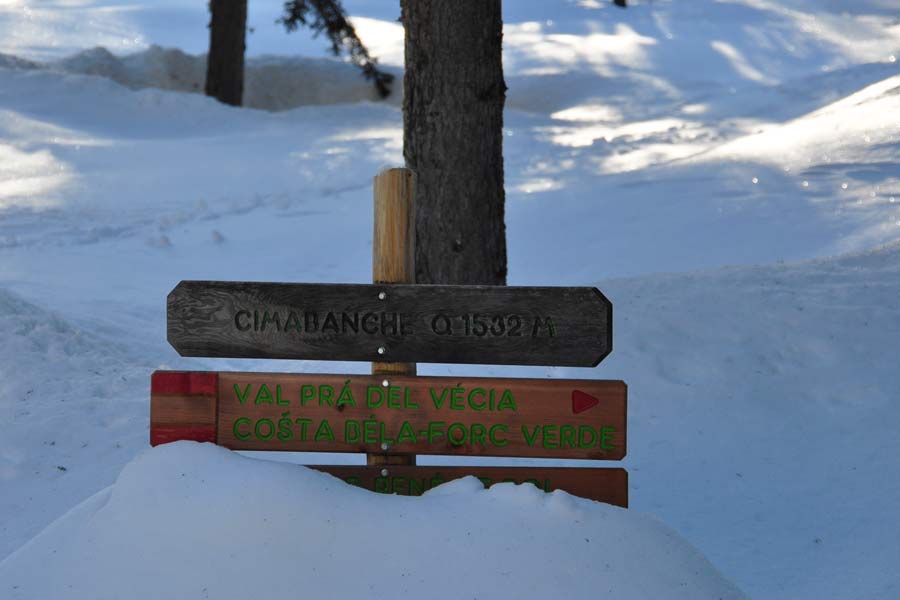 CIMABANCHE Q 1532 M
VAL PRÁ DEL VÉCIA
COŠTA BÉLA-FORC VERDE